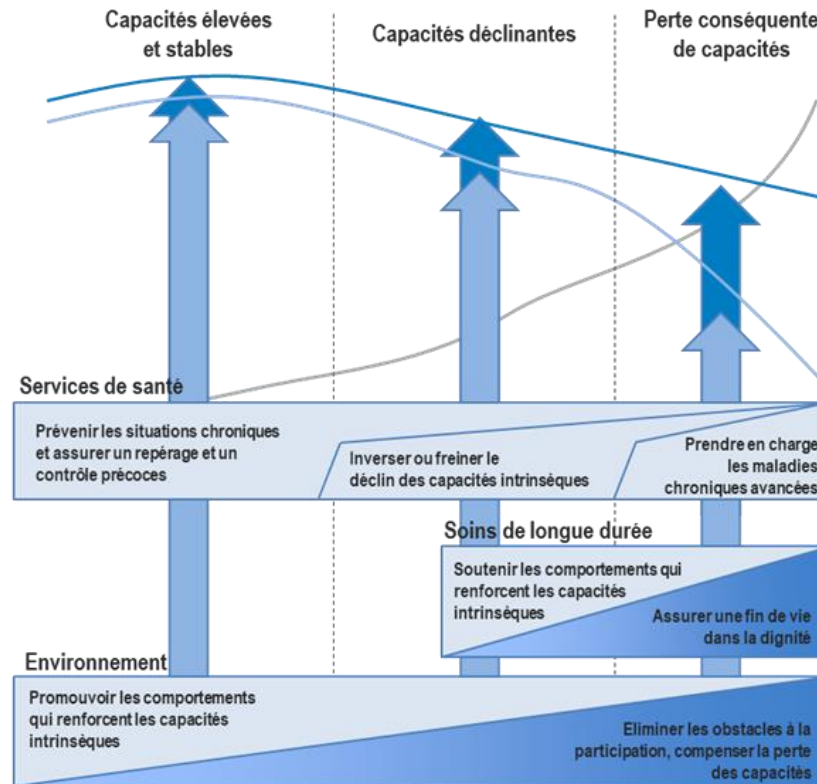 Capacités élevées
et stables
Capacités déclinantes
Perte conséquente
de capacités
Services de santé
Prévenir les situations chroniques
et assurer un repérage et un
contrôle précoces
Inverser ou freiner le
déclin des capacités intrinsèques
Prendre en charge
les maladies
chroniques avancées
Soins de longue durée
Soutenir les comportements qui
renforcent les capacités
intrinsèques
Assurer une fin de vie
dans la dignité
Environnement
Promouvoir les comportements
qui renforcent les capacités
intrinsèques
Eliminer les obstacles à la
participation, compenser la perte
des capacités